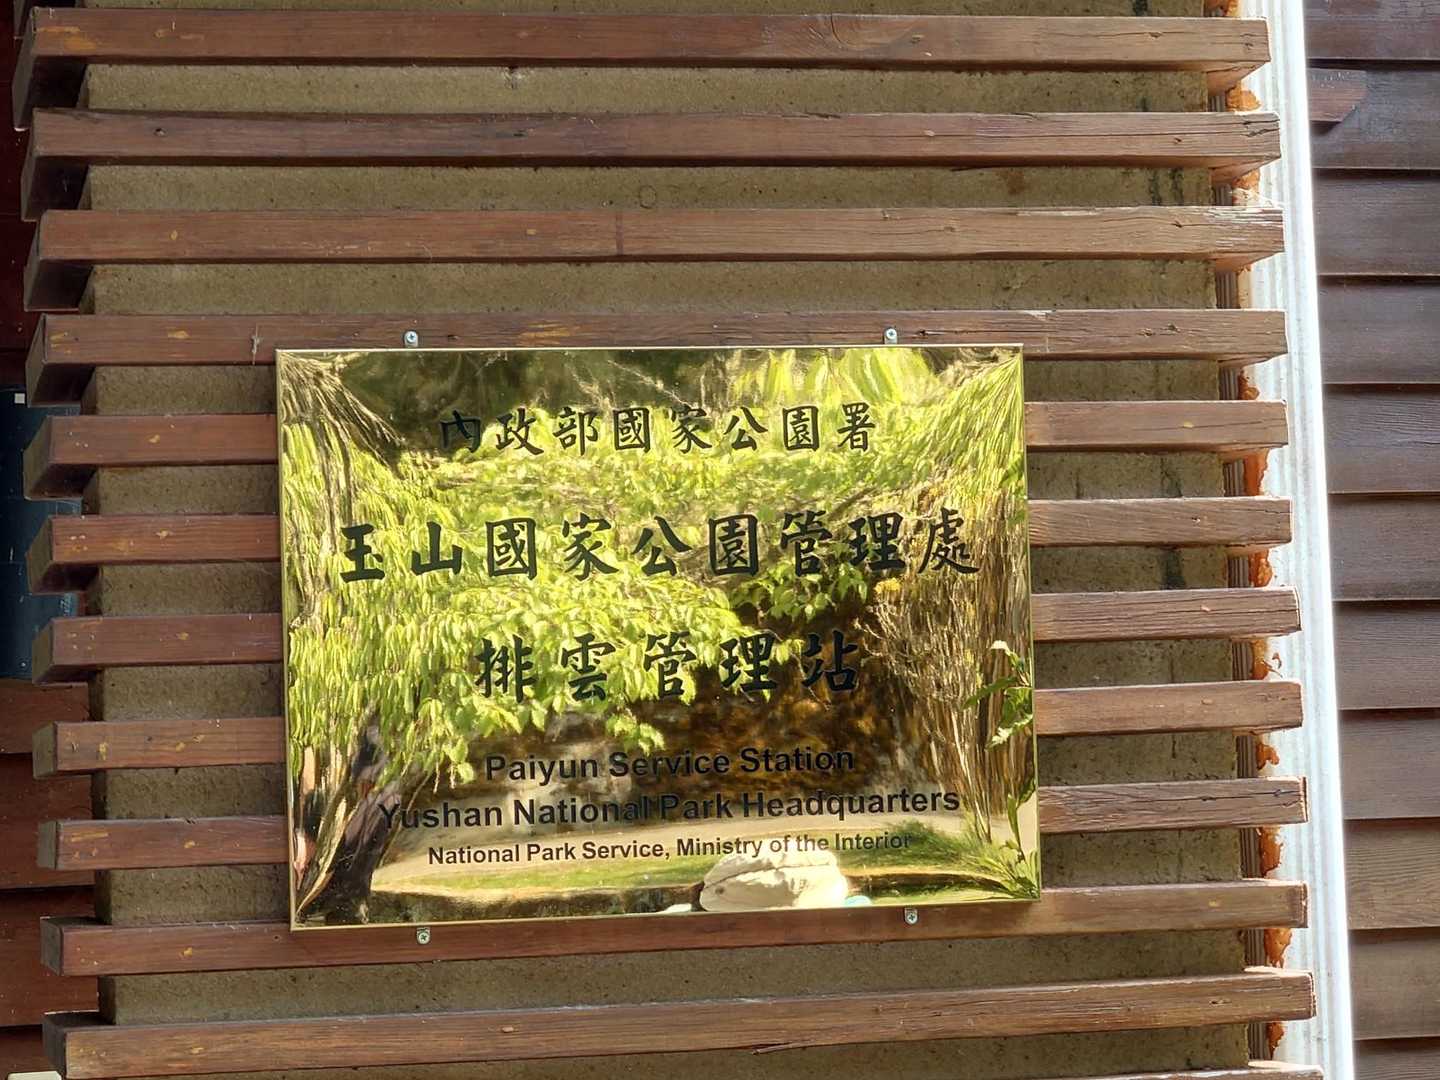 內政部國家公園署
玉山國家公園管理處
排雲管理站
Paiyun Service Station
Yushan National Park Headquarters
National Park Service, Ministry of the Interior